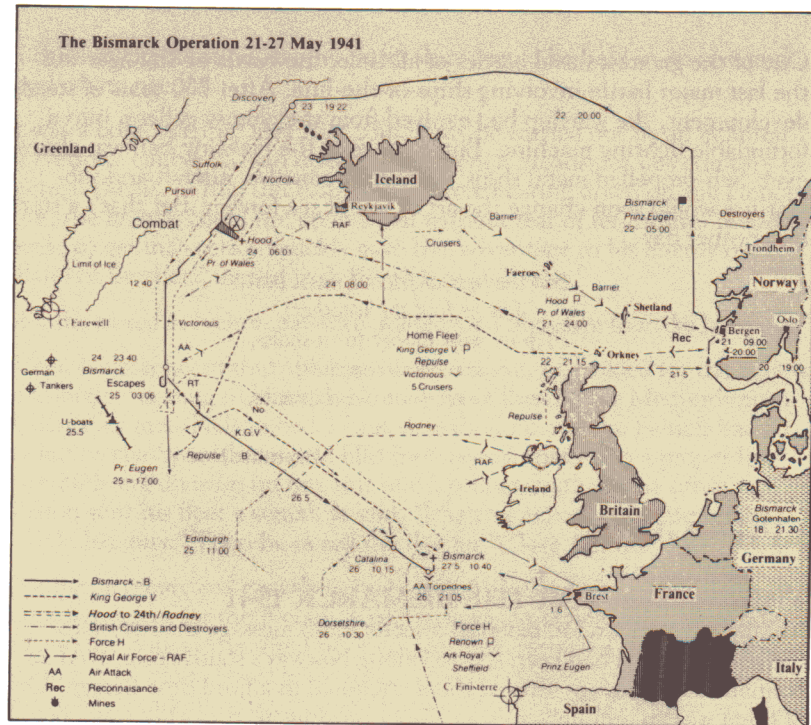 The Bismarck Operation 21-27 May 1941
Discovery
23 19 22
22 20:00
Greenland
Suffolk
Pursuit
Norfolk
Iceland
Reykjavik
RAF
Combat
Hood
24 06.01
Pr of Wales
Barner
Cruisers
Bismarck
Prinz Eugen
22 05:00
Destroyers
Trondheim
Norway
Limit of Ice
12 40
24 08:00
Faeroes
Barner
Hood
Pr of Wales
21 24:00
Shetland
Bergen
Oslo
21 09.00
-20:00
Rec
20 19:00
C. Farewell
Victorious
AA
Home Fleet
King George V
Repulse
Victorious
5 Cruisers
22 21.15
Orkney
21·5
24 23 40
Bismarck
Escapes
25 03.06
German
Tankers
RT
No
U-boats
25.5
K.G.V
B
Repulse
Rodney
Repulse
RAF
Pr. Eugen
25 ≈ 17:00
Ireland
Britain
26.5
Edinburgh
25 11:00
Catalina
26 10.15
Bismarck
27.5 10.40
Bismarck
Gotenhafen
18 21.30
Germany
AA-Torpednes
26 21.05
Brest
France
1.6
Dorsetshire
26 10:30
Force H
Renown
Ark Royal
Sheffield
Prinz Eugen
C. Finisterre
Spain
Italy
Bismarck – B
King George V
Hood to 24th/Rodney
British Cruisers and Destroyers
Force H
Royal Air Force – RAF
AA Air Attack
Rec Reconnaisance
Mines